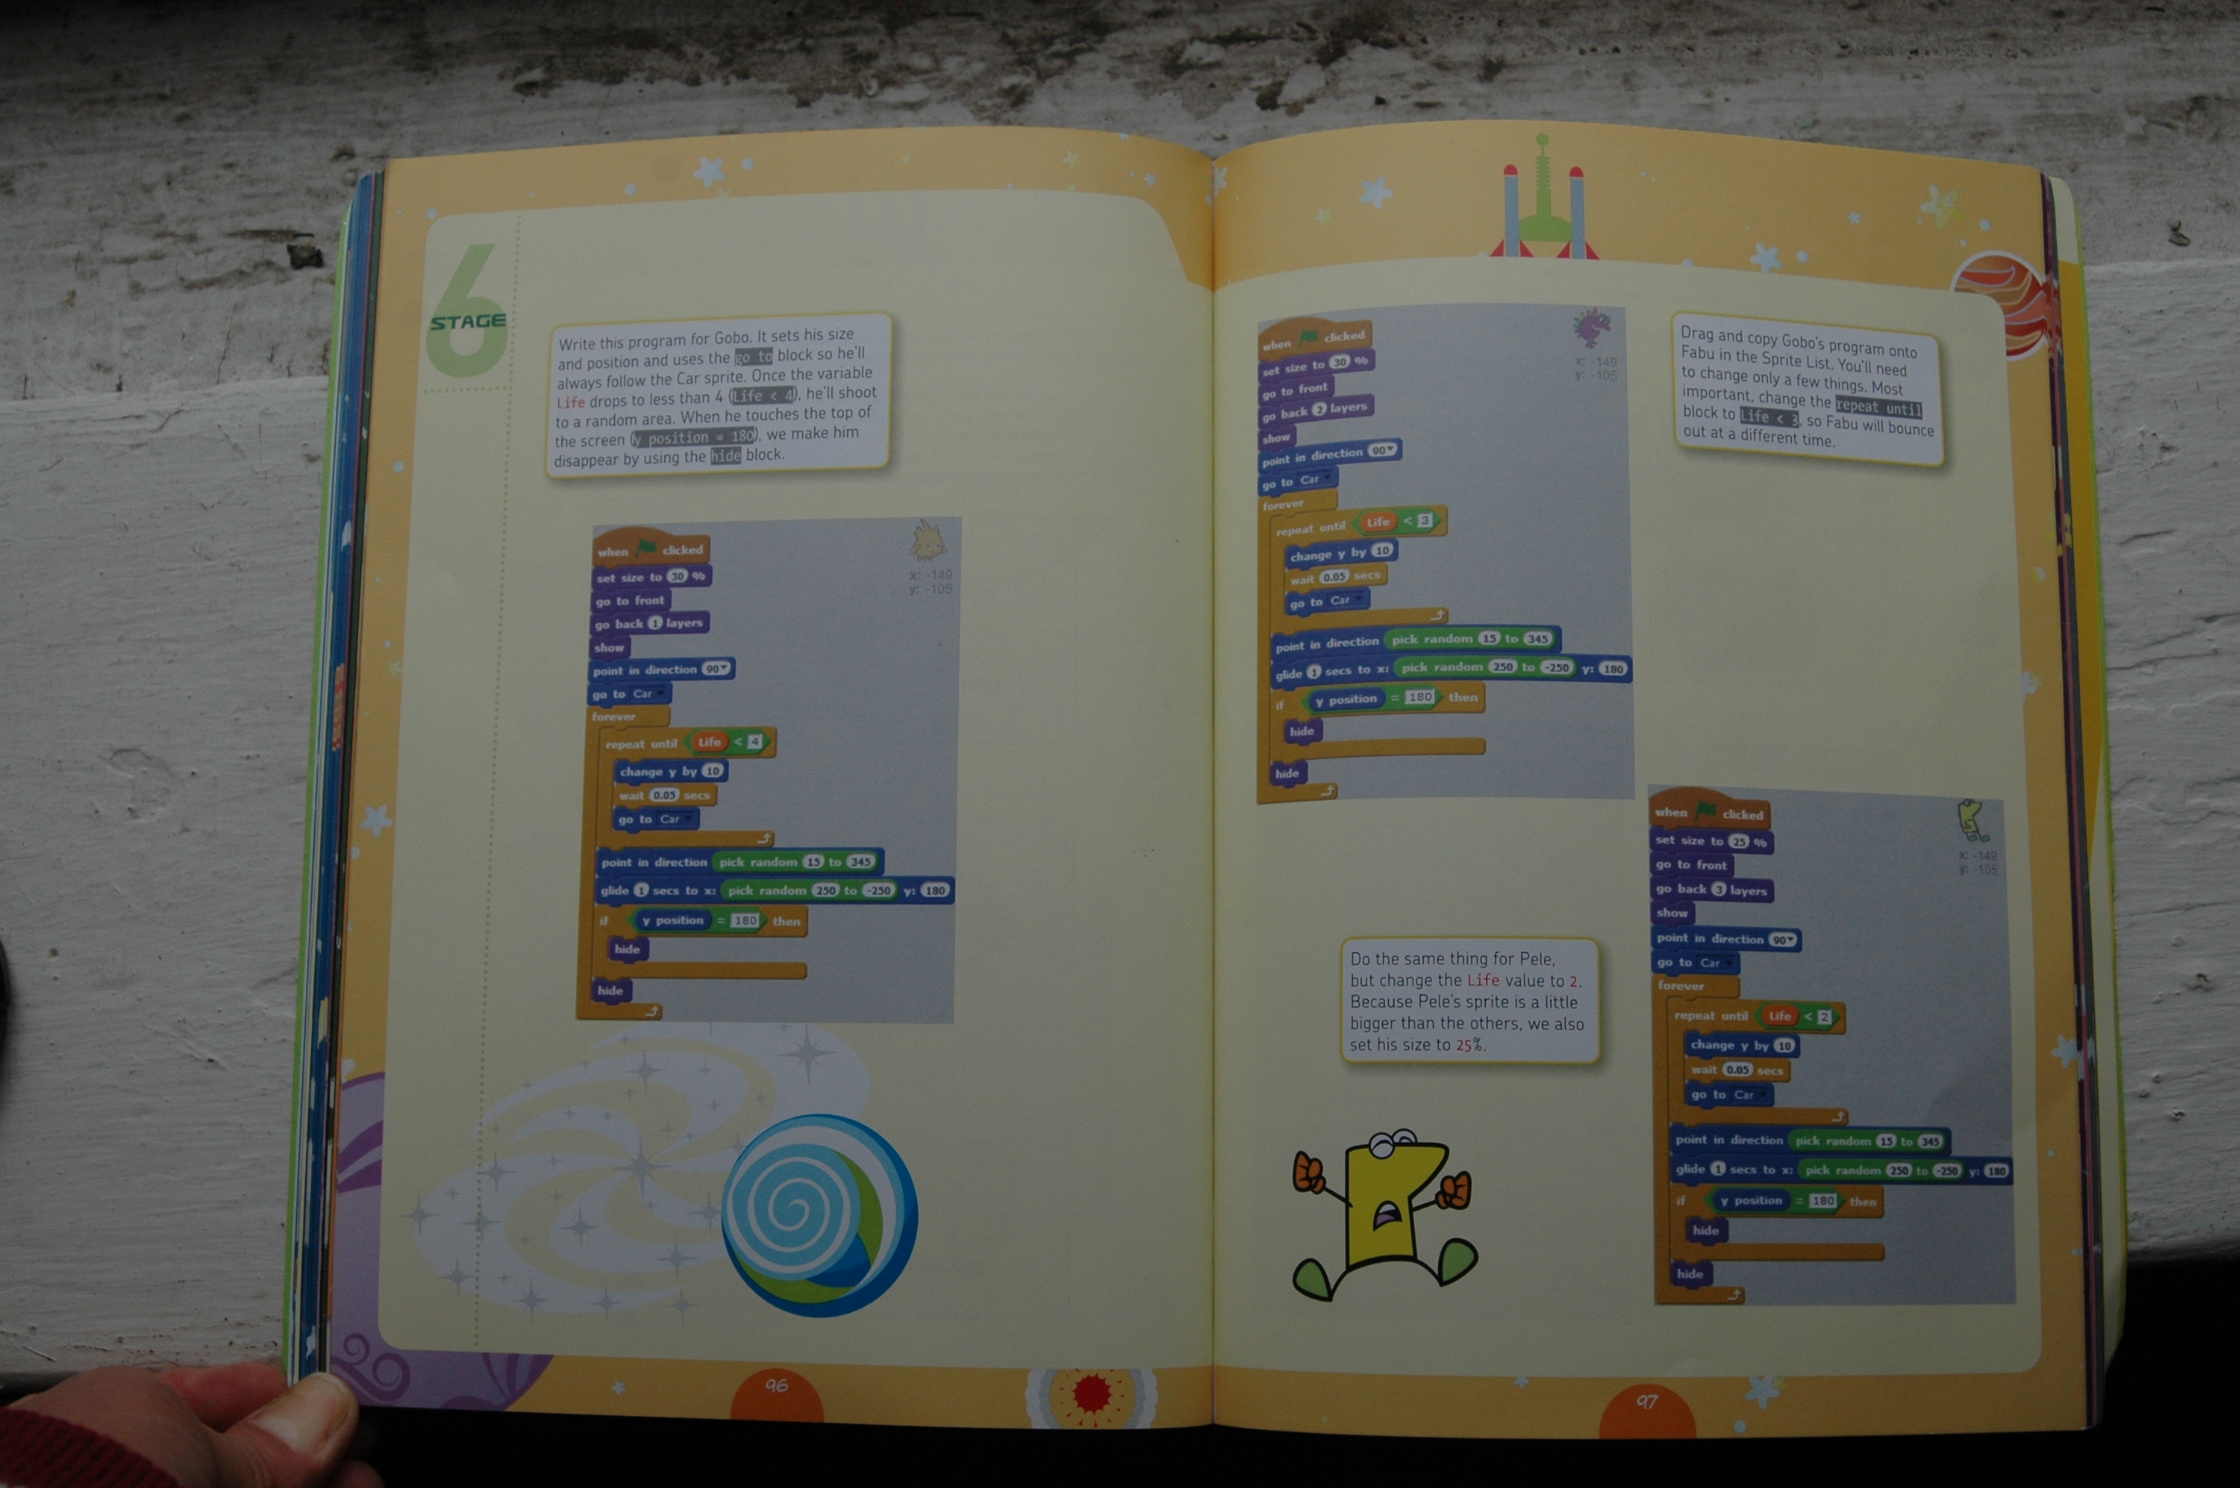 6
STAGE
Write this program for Gobo. It sets his size
and position and uses the go to block so he'll
always follow the Car sprite. Once the variable
Life drops to less than 4 (Life < 4), he'll shoot
to a random area. When he touches the top of
the screen (y position = 180), we make him
disappear by using the hide block.
when clicked
set size to 30 %
go to front
go back 1 layers
show
point in direction 90
go to Car
forever
repeat until Life < 4
change y by 10
wait 0.05 secs
go to Car
point in direction pick random 15 to 345
glide 1 secs to x: pick random 250 to -250 y: 180
if y position = 180 then
hide
hide
x: -149
y: -105
96
when clicked
set size to 30 %
go to front
go back 2 layers
show
point in direction 90
go to Car
forever
repeat until Life < 3
change y by 10
wait 0.05 secs
go to Car
point in direction pick random 15 to 345
glide 1 secs to x: pick random 250 to -250 y: 180
if y position = 180 then
hide
hide
x: -149
y: -105
Drag and copy Gobo's program onto
Fabu in the Sprite List. You'll need
to change only a few things. Most
important, change the repeat until
block to Life < 3, so Fabu will bounce
out at a different time.
Do the same thing for Pele,
but change the Life value to 2.
Because Pele's sprite is a little
bigger than the others, we also
set his size to 25%.
when clicked
set size to 25 %
go to front
go back 3 layers
show
point in direction 90
go to Car
forever
repeat until Life < 2
change y by 10
wait 0.05 secs
go to Car
point in direction pick random 15 to 345
glide 1 secs to x: pick random 250 to -250 y: 180
if y position = 180 then
hide
hide
x: -149
y: -105
97